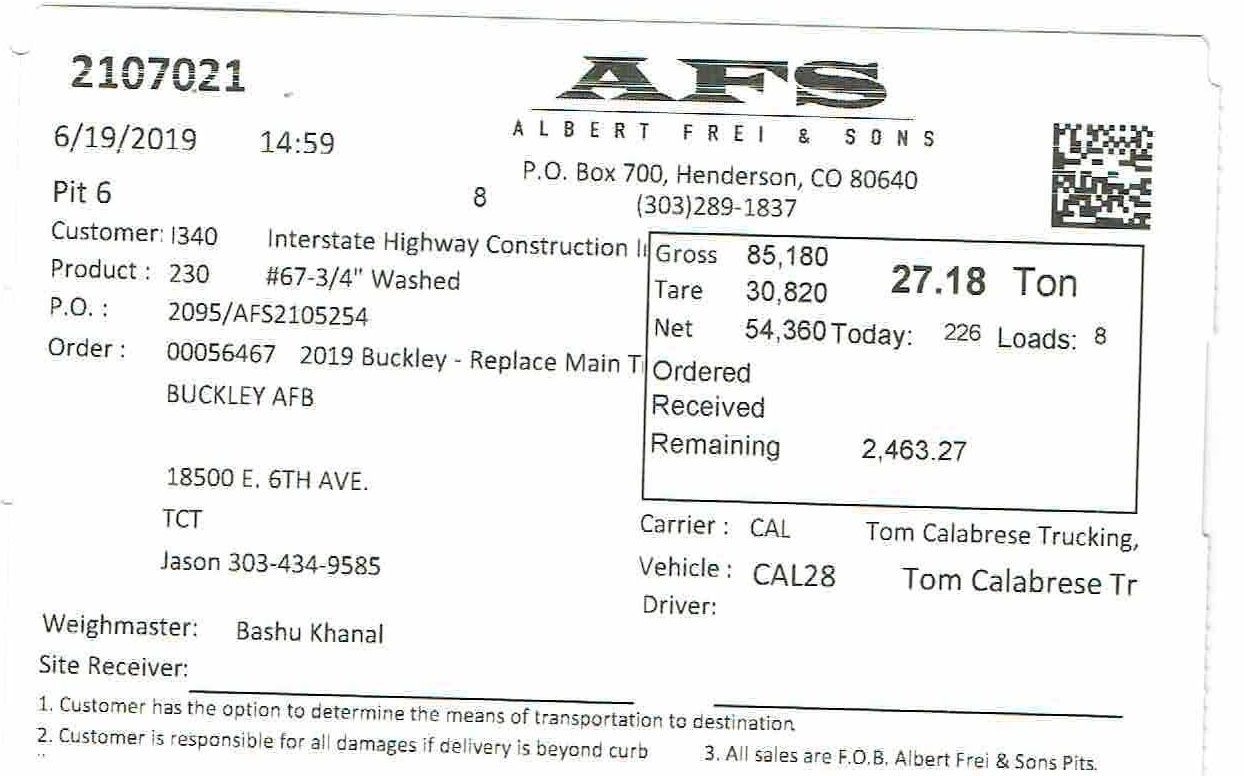 2107021
AFS
ALBERT FREI & SONS
6/19/2019 14:59
P.O. Box 700, Henderson, CO 80640
Pit 6 8 (303)289-1837
Customer: I340 Interstate Highway Construction I
Product : 230 #67-3/4" Washed
P.O. : 2095/AFS2105254
Order : 00056467 2019 Buckley - Replace Main T
BUCKLEY AFB
18500 E. 6TH AVE.
TCT
Jason 303-434-9585
Gross 85,180 27.18 Ton
Tare 30,820
Net 54,360 Today: 226 Loads: 8
Ordered
Received
Remaining 2,463.27
Carrier : CAL Tom Calabrese Trucking,
Vehicle : CAL28 Tom Calabrese Tr
Driver:
Weighmaster: Bashu Khanal
Site Receiver:
1. Customer has the option to determine the means of transportation to destination
2. Customer is responsible for all damages if delivery is beyond curb 3. All sales are F.O.B. Albert Frei & Sons Pits.